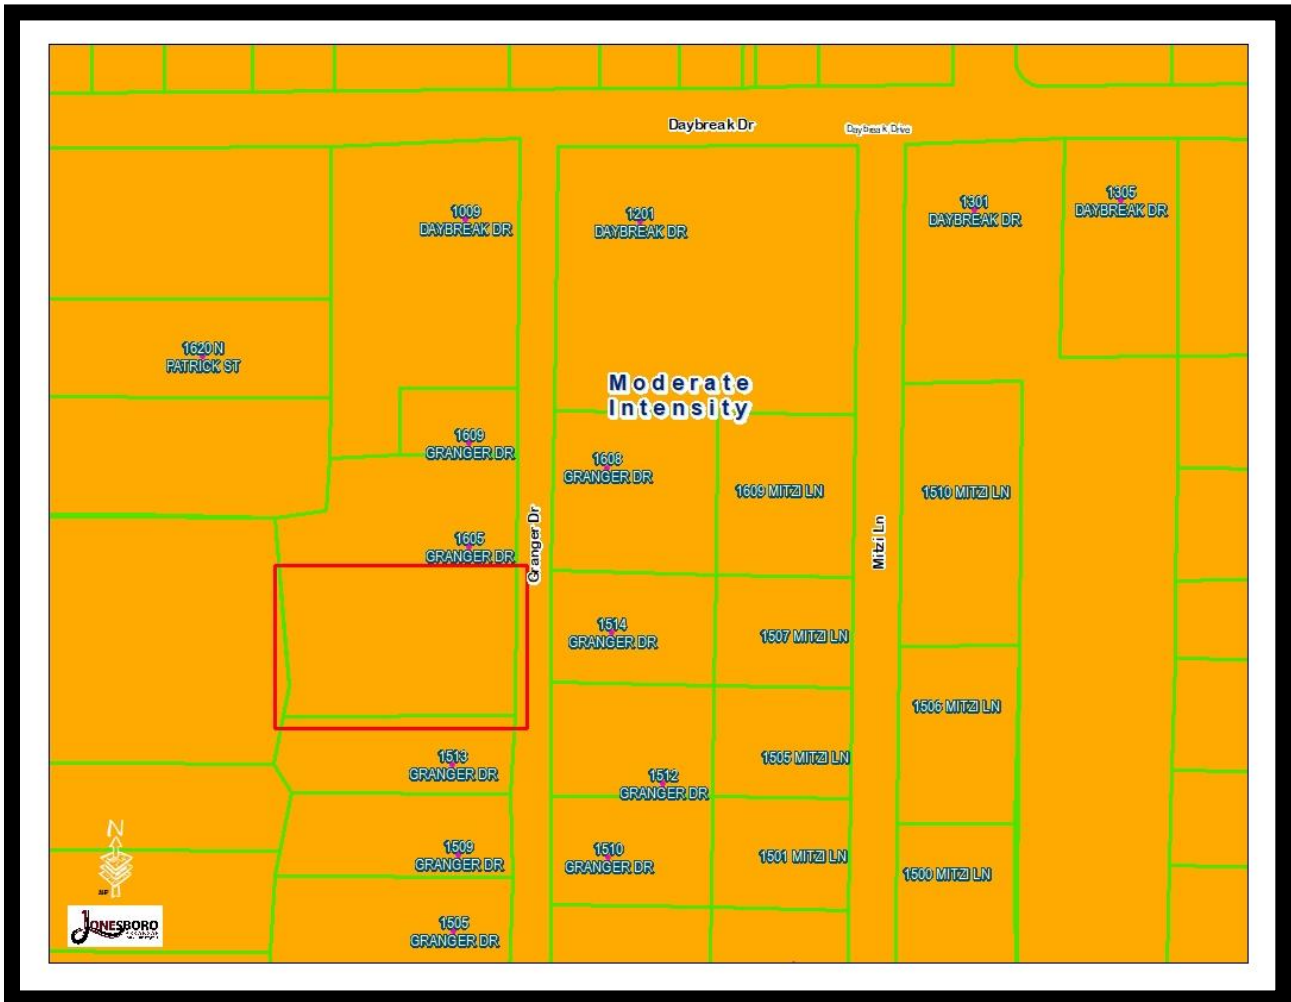 Daybreak Dr
Daybreak Drive
1009
DAYBREAK DR
1201
DAYBREAK DR
1301
DAYBREAK DR
1305
DAYBREAK DR
1620 N
PATRICK ST
Moderate
Intensity
1609
GRANGER DR
1608
GRANGER DR
1609 MITZI LN
1510 MITZI LN
1605
GRANGER DR
Granger Dr
Mitzi Ln
1514
GRANGER DR
1507 MITZI LN
1506 MITZI LN
1513
GRANGER DR
1512
GRANGER DR
1505 MITZI LN
1509
GRANGER DR
1510
GRANGER DR
1501 MITZI LN
1500 MITZI LN
1505
GRANGER DR
N
JONESBORO